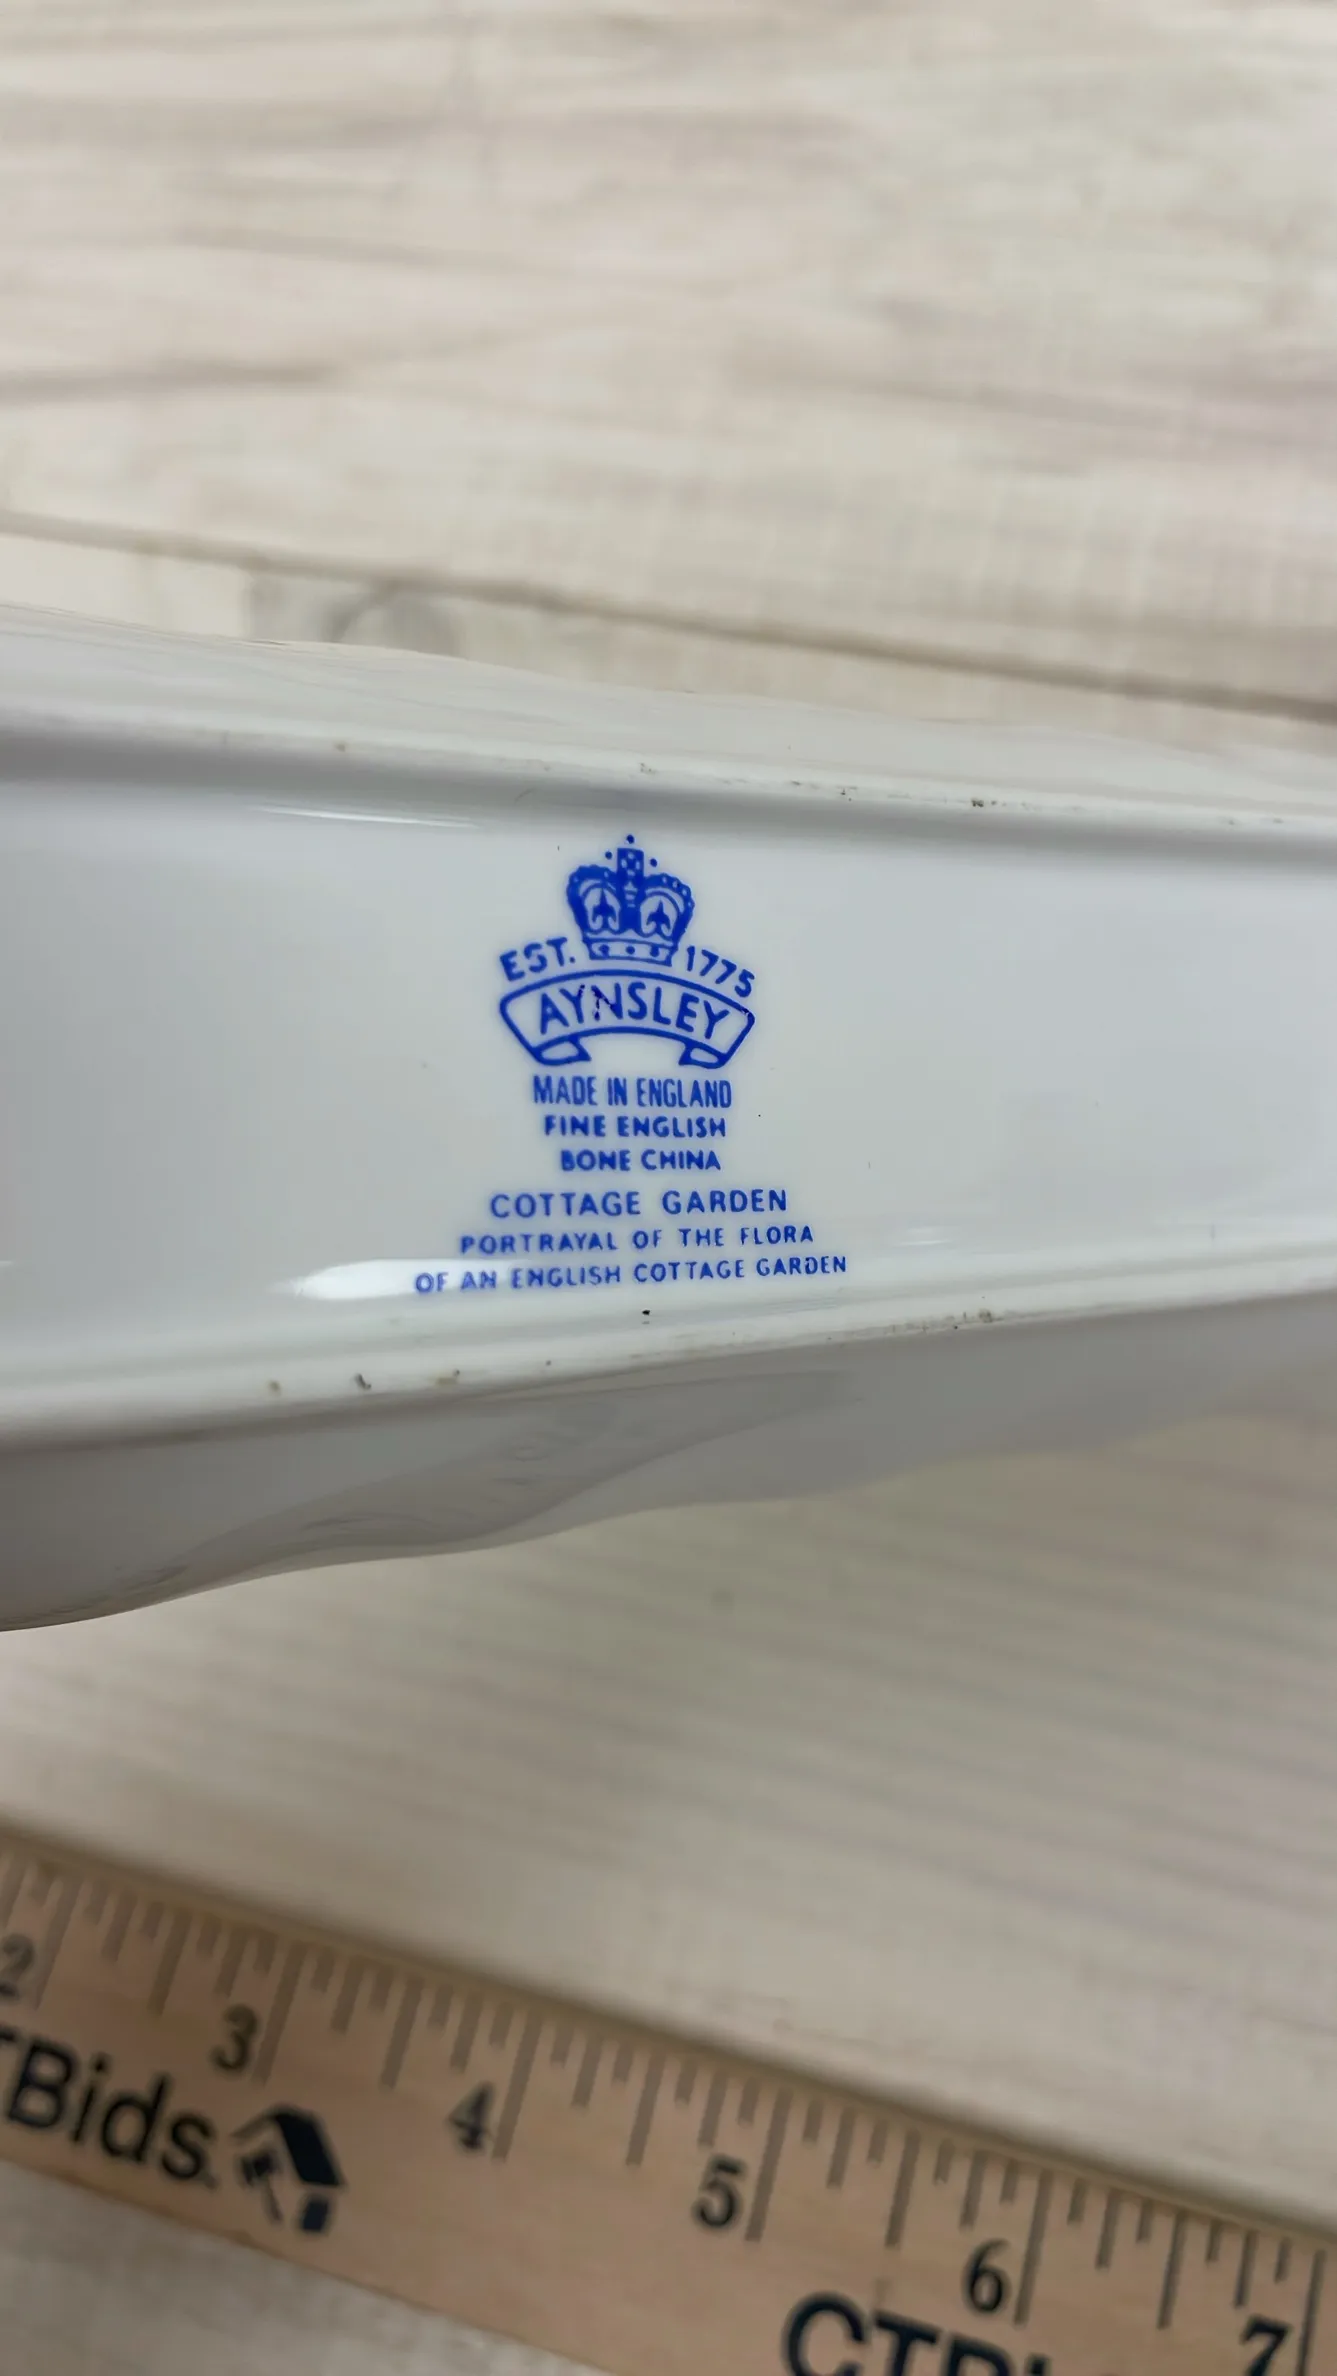 EST. 1775
AYNSLEY
MADE IN ENGLAND
FINE ENGLISH
BONE CHINA
COTTAGE GARDEN
PORTRAYAL OF THE FLORA
OF AN ENGLISH COTTAGE GARDEN
2 3 4 5 6 7
Bids.